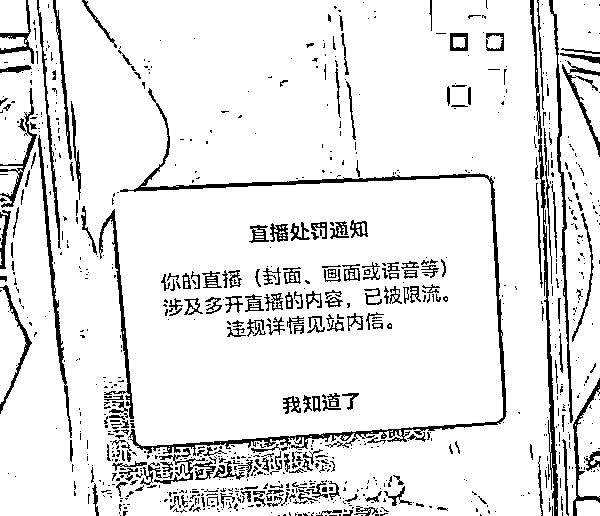 直播处罚通知
你的直播（封面、画面或语音等）
涉及多开直播的内容，已被限流。
违规详情见站内信。
我知道了
发现违规行为请及时投诉